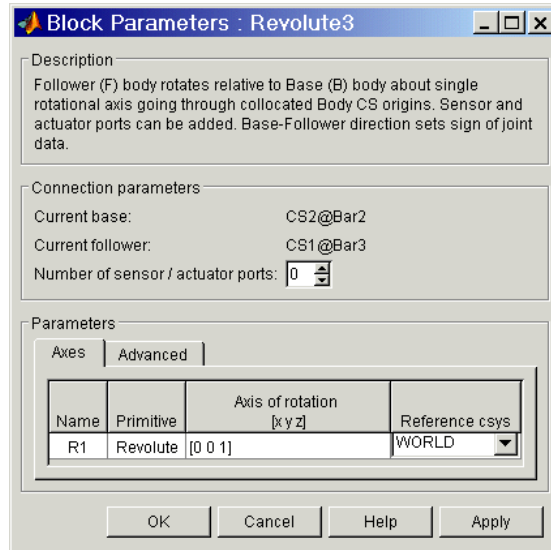 Block Parameters : Revolute3
Description
Follower (F) body rotates relative to Base (B) body about single
rotational axis going through collocated Body CS origins. Sensor and
actuator ports can be added. Base-Follower direction sets sign of joint
data.
Connection parameters
Current base: CS2@Bar2
Current follower: CS1@Bar3
Number of sensor / actuator ports: 0
Parameters
Axes Advanced
Axis of rotation
Name Primitive [x y z] Reference csys
R1 Revolute [0 0 1] WORLD
OK Cancel Help Apply